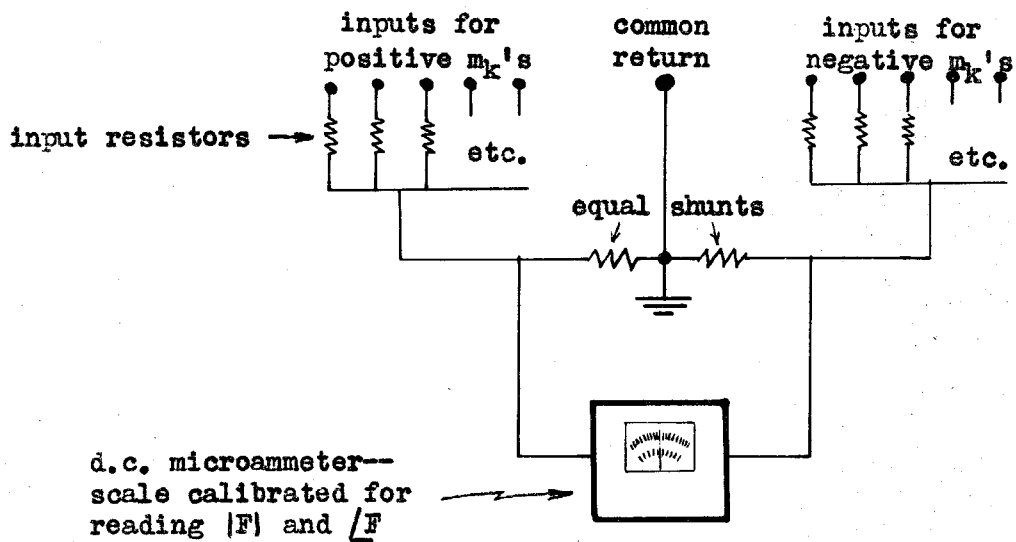 inputs for
positive mk's
common
return
inputs for
negative mk's
input resistors
etc.
etc.
equal shunts
d.c. microammeter--
scale calibrated for
reading |F| and /F